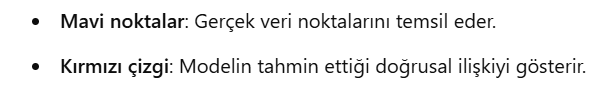 • Mavi noktalar: Gerçek veri noktalarını temsil eder.
• Kırmızı çizgi: Modelin tahmin ettiği doğrusal ilişkiyi gösterir.